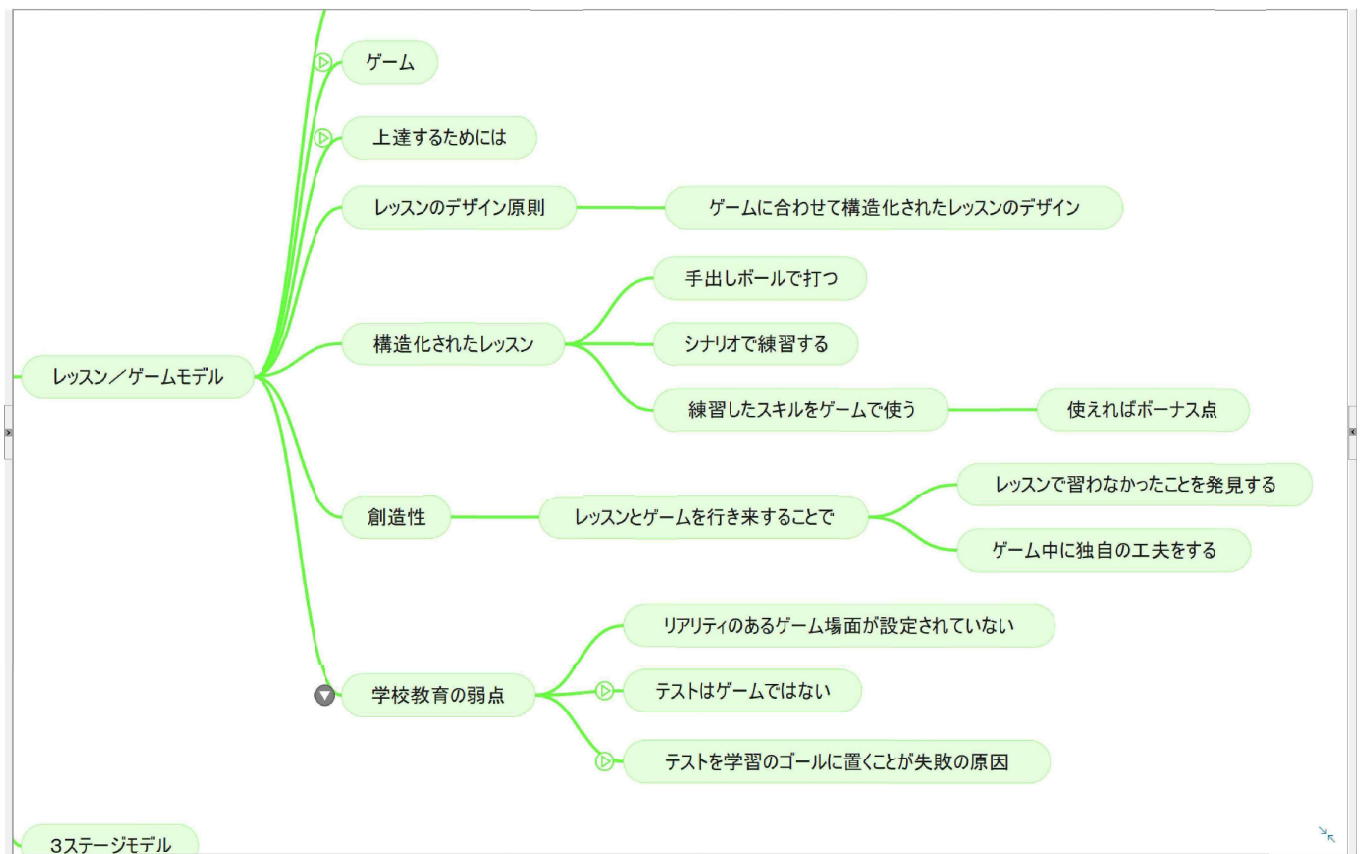 ゲーム
上達するためには
レッスンのデザイン原則
ゲームに合わせて構造化されたレッスンのデザイン
手出しボールで打つ
構造化されたレッスン
シナリオで練習する
レッスン／ゲームモデル
練習したスキルをゲームで使う
使えればボーナス点
レッスンで習わなかったことを発見する
創造性
レッスンとゲームを行き来することで
ゲーム中に独自の工夫をする
リアリティのあるゲーム場面が設定されていない
学校教育の弱点
テストはゲームではない
テストを学習のゴールに置くことが失敗の原因
3ステージモデル